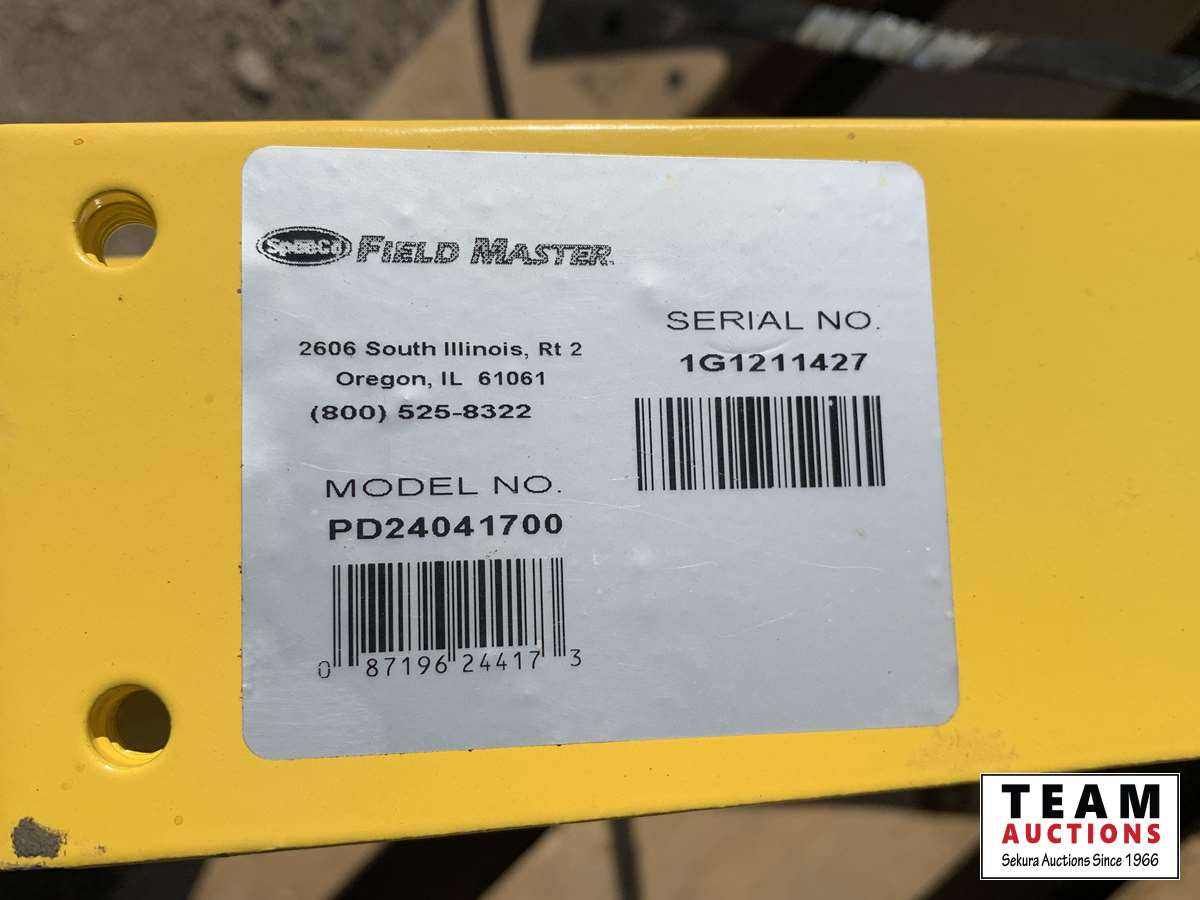 SpeeCo FIELD MASTER
2606 South Illinois, Rt 2
Oregon, IL 61061
(800) 525-8322
MODEL NO.
PD24041700
0 87196 24417 3
SERIAL NO.
1G1211427
TEAM
AUCTIONS
Sekura Auctions Since 1966